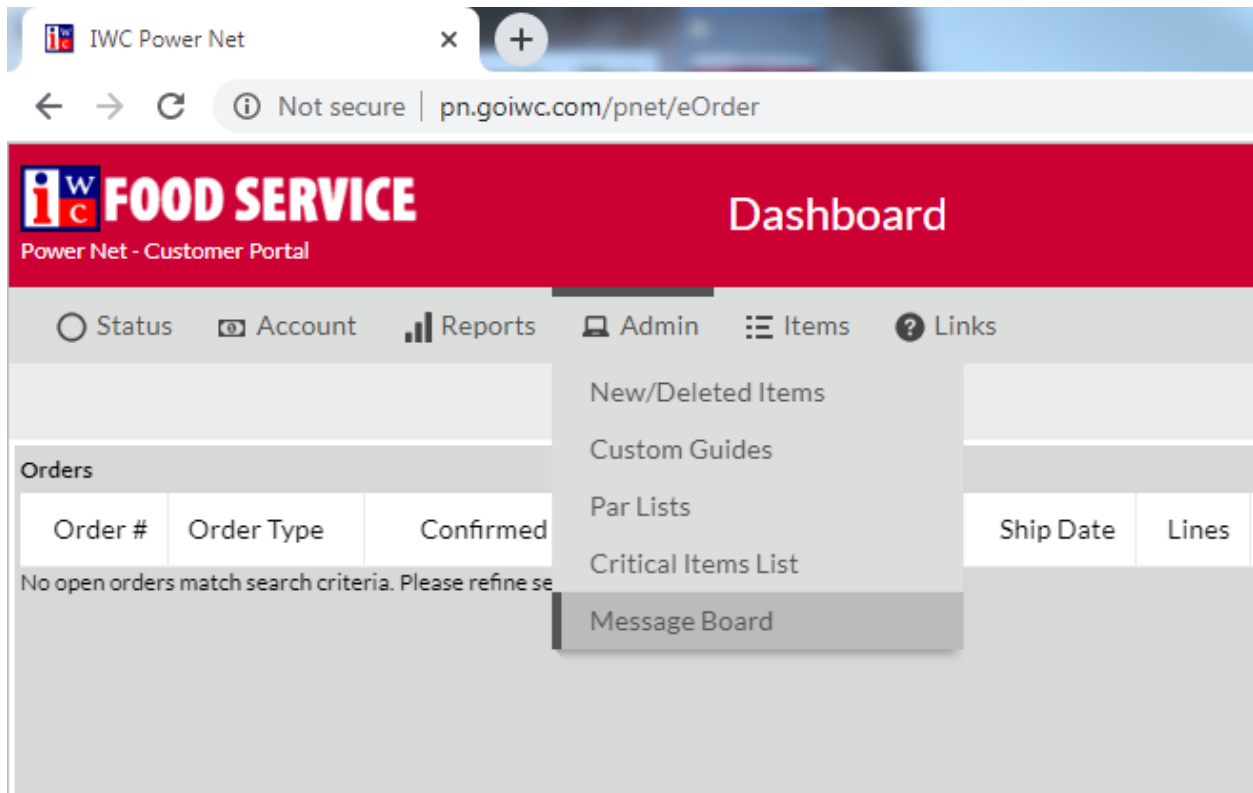 IWC Power Net
Not secure | pn.goiwc.com/pnet/eOrder
iwc FOOD SERVICE
Power Net - Customer Portal
Dashboard
Status Account Reports Admin Items Links
New/Deleted Items
Custom Guides
Par Lists
Critical Items List
Message Board
Orders
Order # Order Type Confirmed Ship Date Lines
No open orders match search criteria. Please refine se